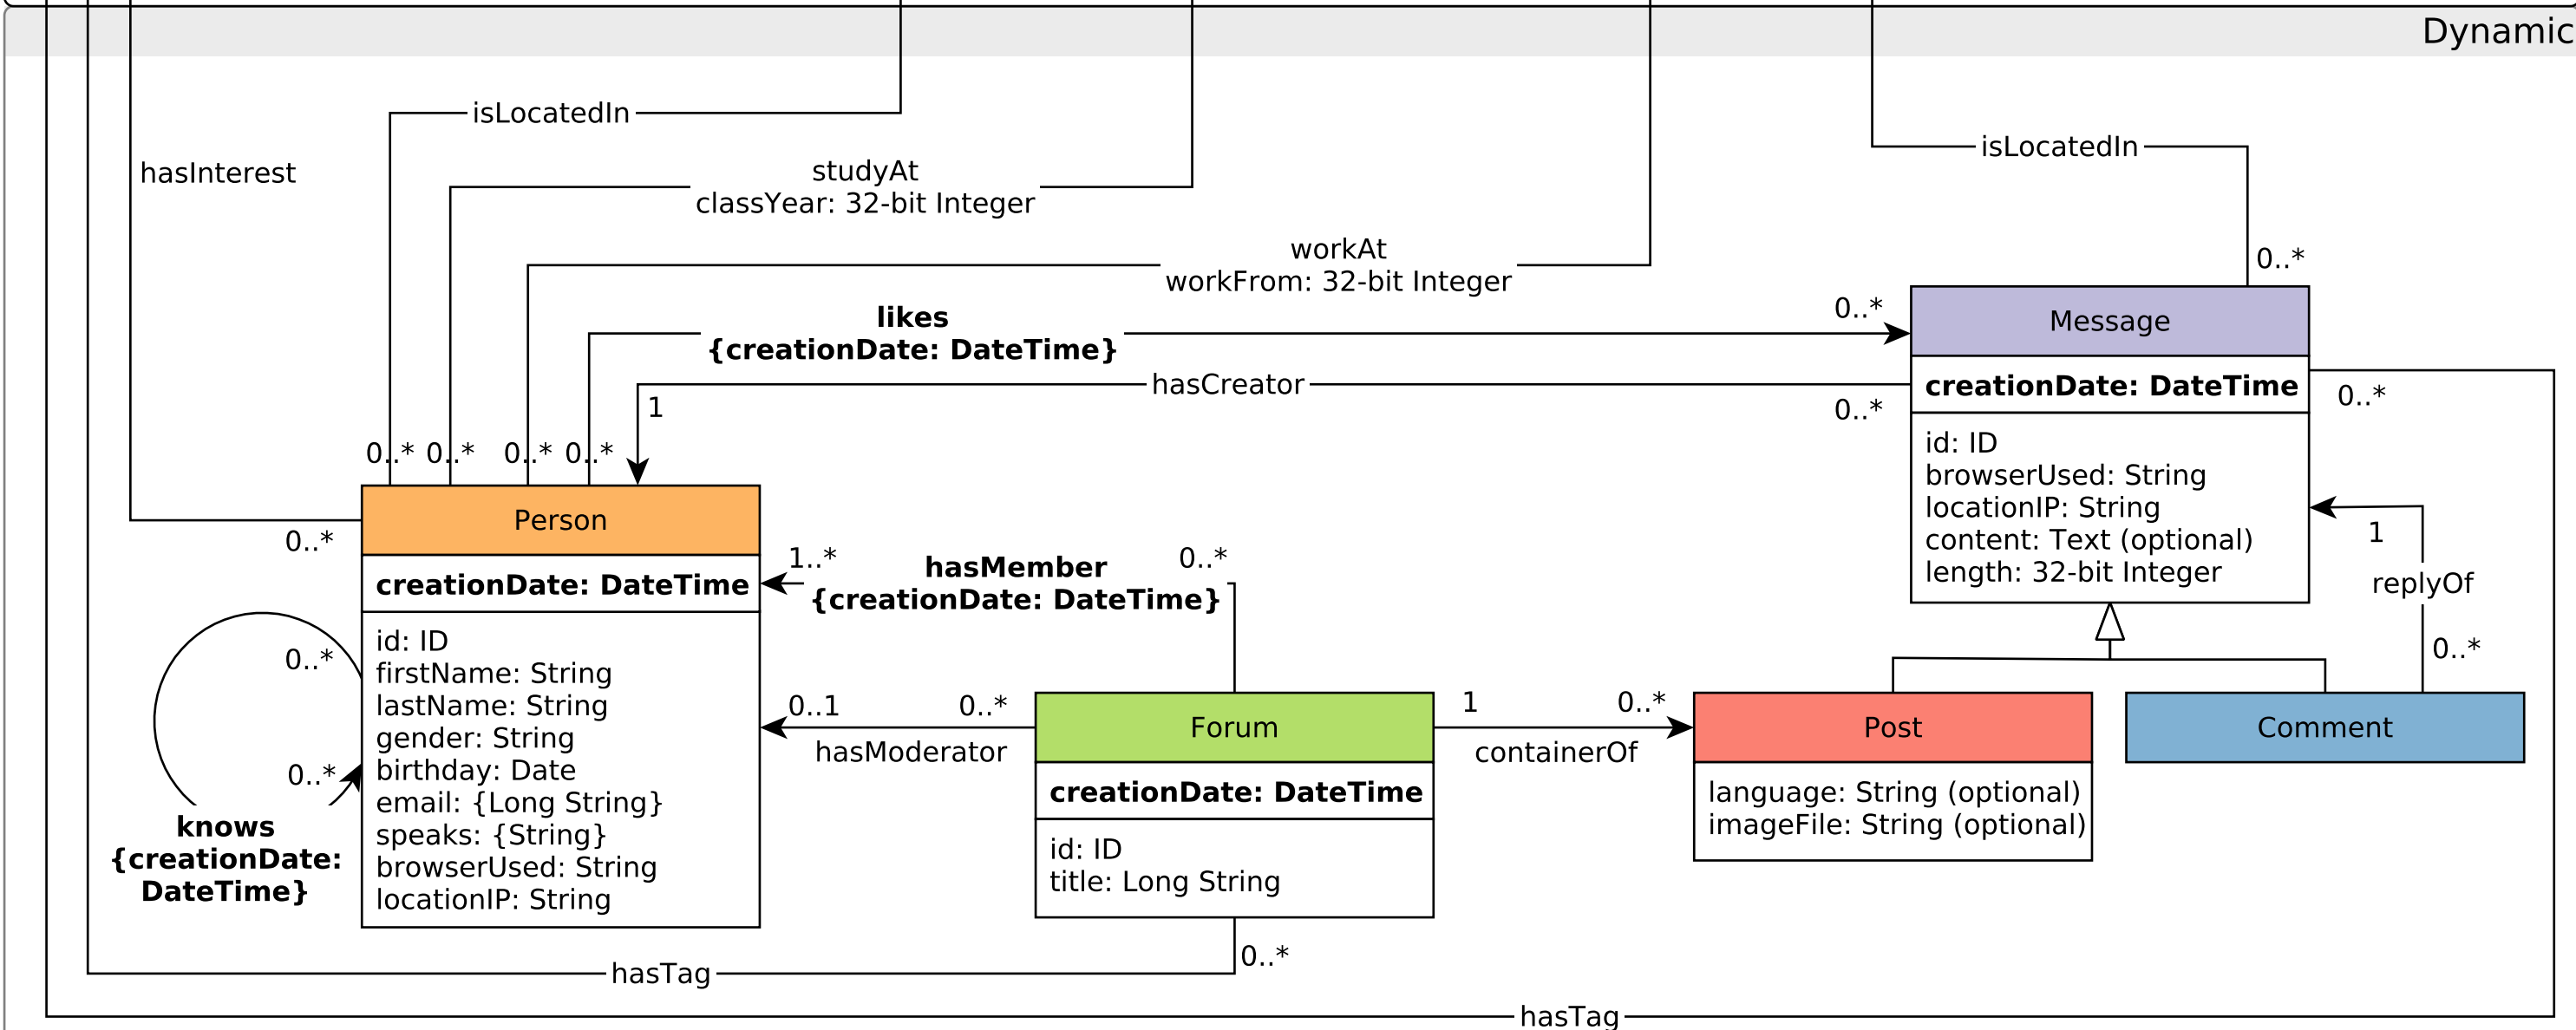 Dynamic
isLocatedIn
isLocatedIn
hasInterest
studyAt
classYear: 32-bit Integer
workAt
workFrom: 32-bit Integer
0..*
likes
{creationDate: DateTime}
0..*
Message
hasCreator
1
0..*
creationDate: DateTime
0..*
id: ID
browserUsed: String
locationIP: String
content: Text (optional)
length: 32-bit Integer
0..*
0..*
0..*
0..*
Person
0..*
creationDate: DateTime
id: ID
firstName: String
lastName: String
gender: String
birthday: Date
email: {Long String}
speaks: {String}
browserUsed: String
locationIP: String
0..*
0..*
knows
{creationDate:
DateTime}
1..*
hasMember
{creationDate: DateTime}
0..*
1
replyOf
0..*
0..1
0..*
hasModerator
Forum
creationDate: DateTime
id: ID
title: Long String
1
0..*
containerOf
Post
language: String (optional)
imageFile: String (optional)
Comment
0..*
hasTag
hasTag